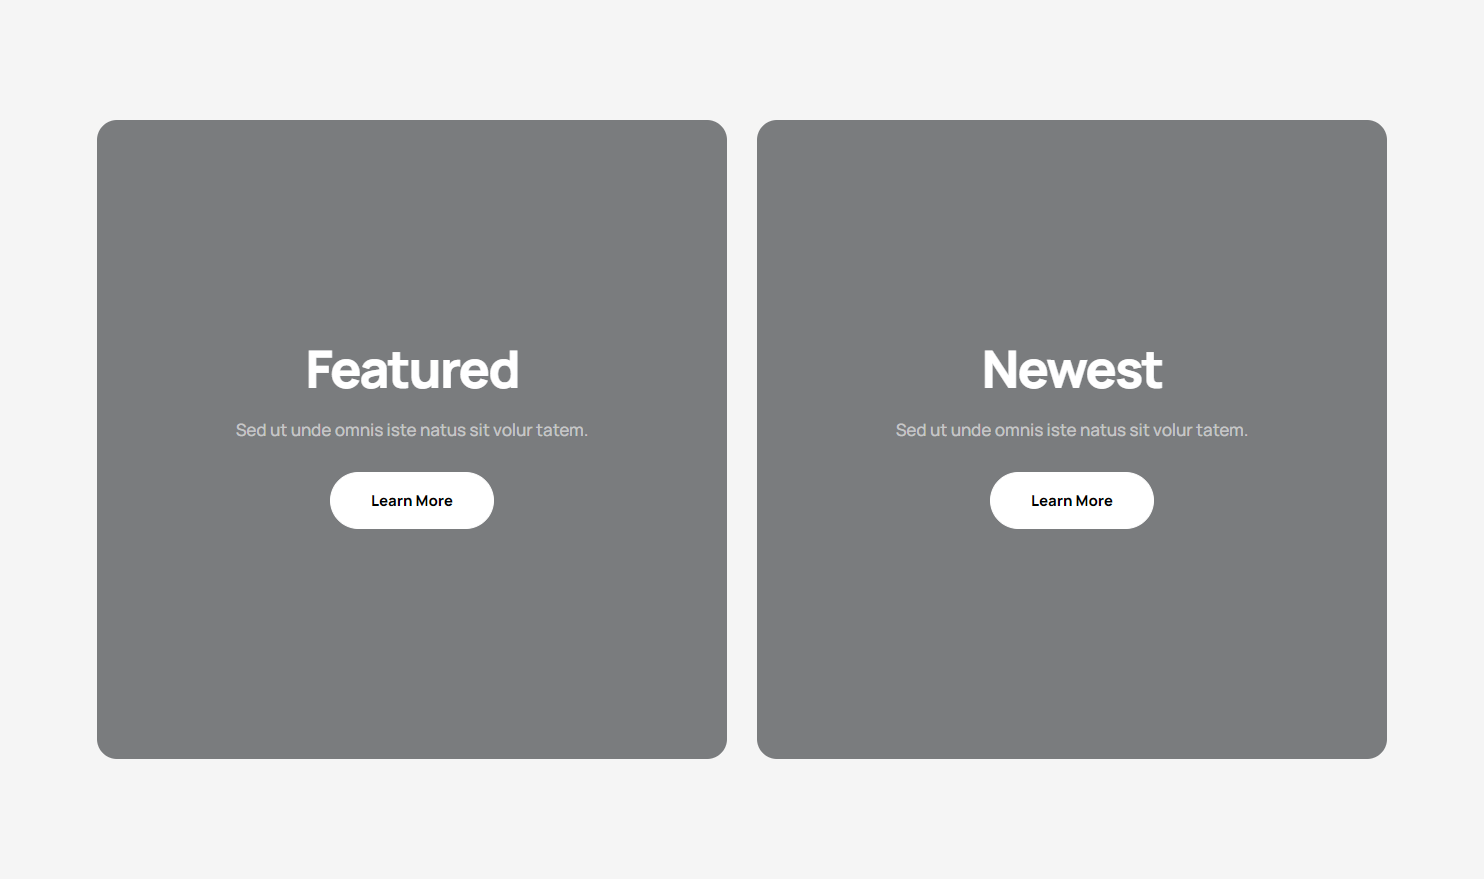 Featured
Sed ut unde omnis iste natus sit volur tatem.
Learn More
Newest
Sed ut unde omnis iste natus sit volur tatem.
Learn More